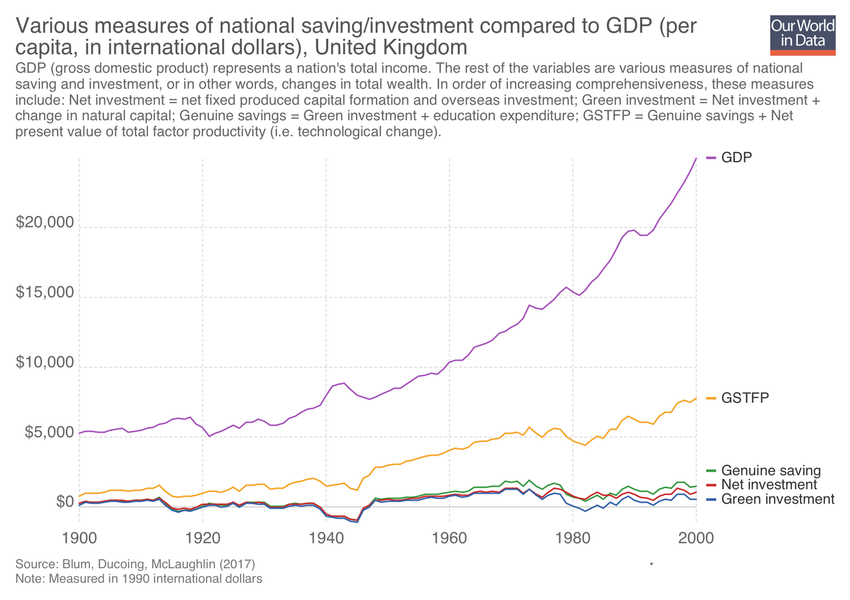 Various measures of national saving/investment compared to GDP (per
capita, in international dollars), United Kingdom
Our World
in Data
GDP (gross domestic product) represents a nation's total income. The rest of the variables are various measures of national
saving and investment, or in other words, changes in total wealth. In order of increasing comprehensiveness, these measures
include: Net investment = net fixed produced capital formation and overseas investment; Green investment = Net investment +
change in natural capital; Genuine savings = Green investment + education expenditure; GSTFP = Genuine savings + Net
present value of total factor productivity (i.e. technological change).
GDP
$20,000
$15,000
$10,000
GSTFP
$5,000
Genuine saving
Net investment
Green investment
$0
1900
1920
1940
1960
1980
2000
Source: Blum, Ducoing, McLaughlin (2017)
Note: Measured in 1990 international dollars